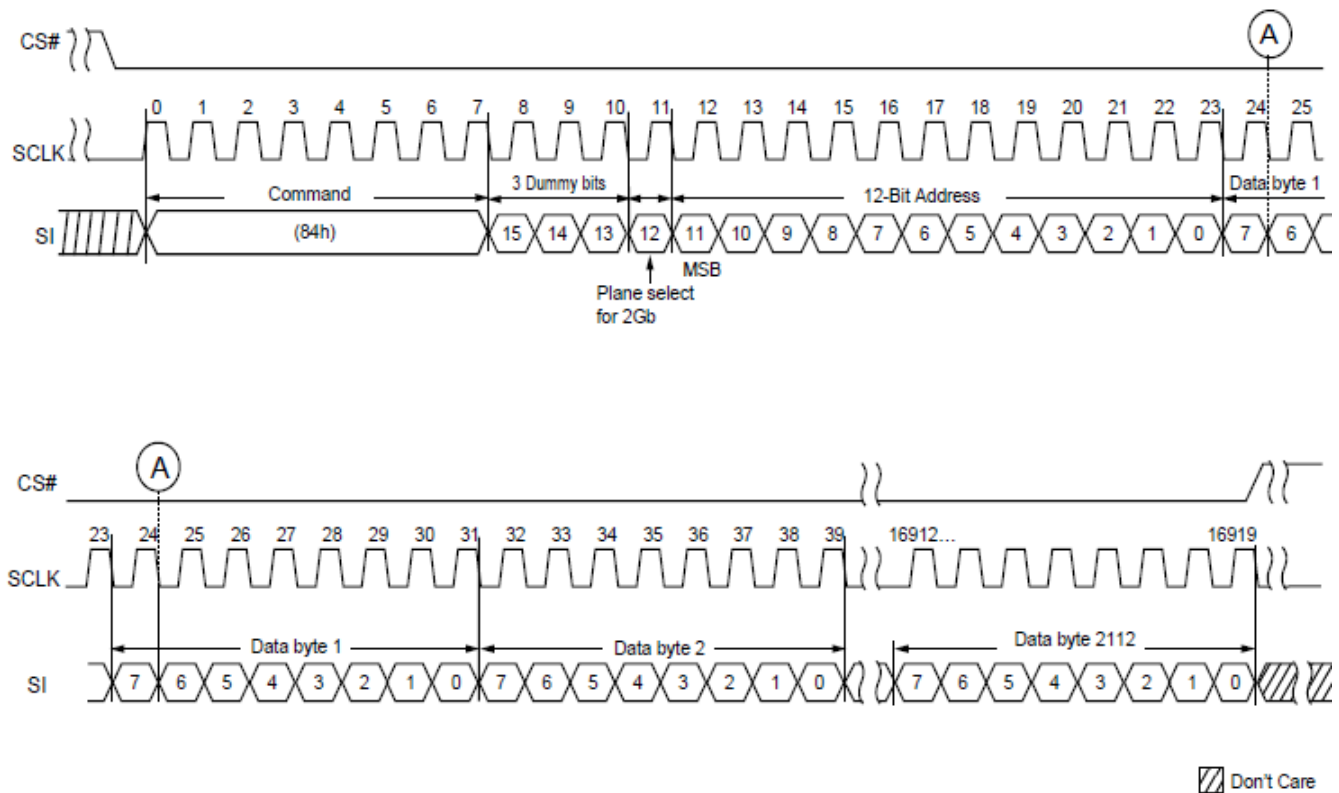 CS#
A
0 1 2 3 4 5 6 7 8 9 10 11 12 13 14 15 16 17 18 19 20 21 22 23 24 25
SCLK
Command 3 Dummy bits 12-Bit Address Data byte 1
SI (84h) 15 14 13 12 11 10 9 8 7 6 5 4 3 2 1 0 7 6
MSB
Plane select
for 2Gb
A
CS#
23 24 25 26 27 28 29 30 31 32 33 34 35 36 37 38 39 16912... 16919
SCLK
Data byte 1 Data byte 2 Data byte 2112
SI 7 6 5 4 3 2 1 0 7 6 5 4 3 2 1 0 7 6 5 4 3 2 1 0
Don't Care